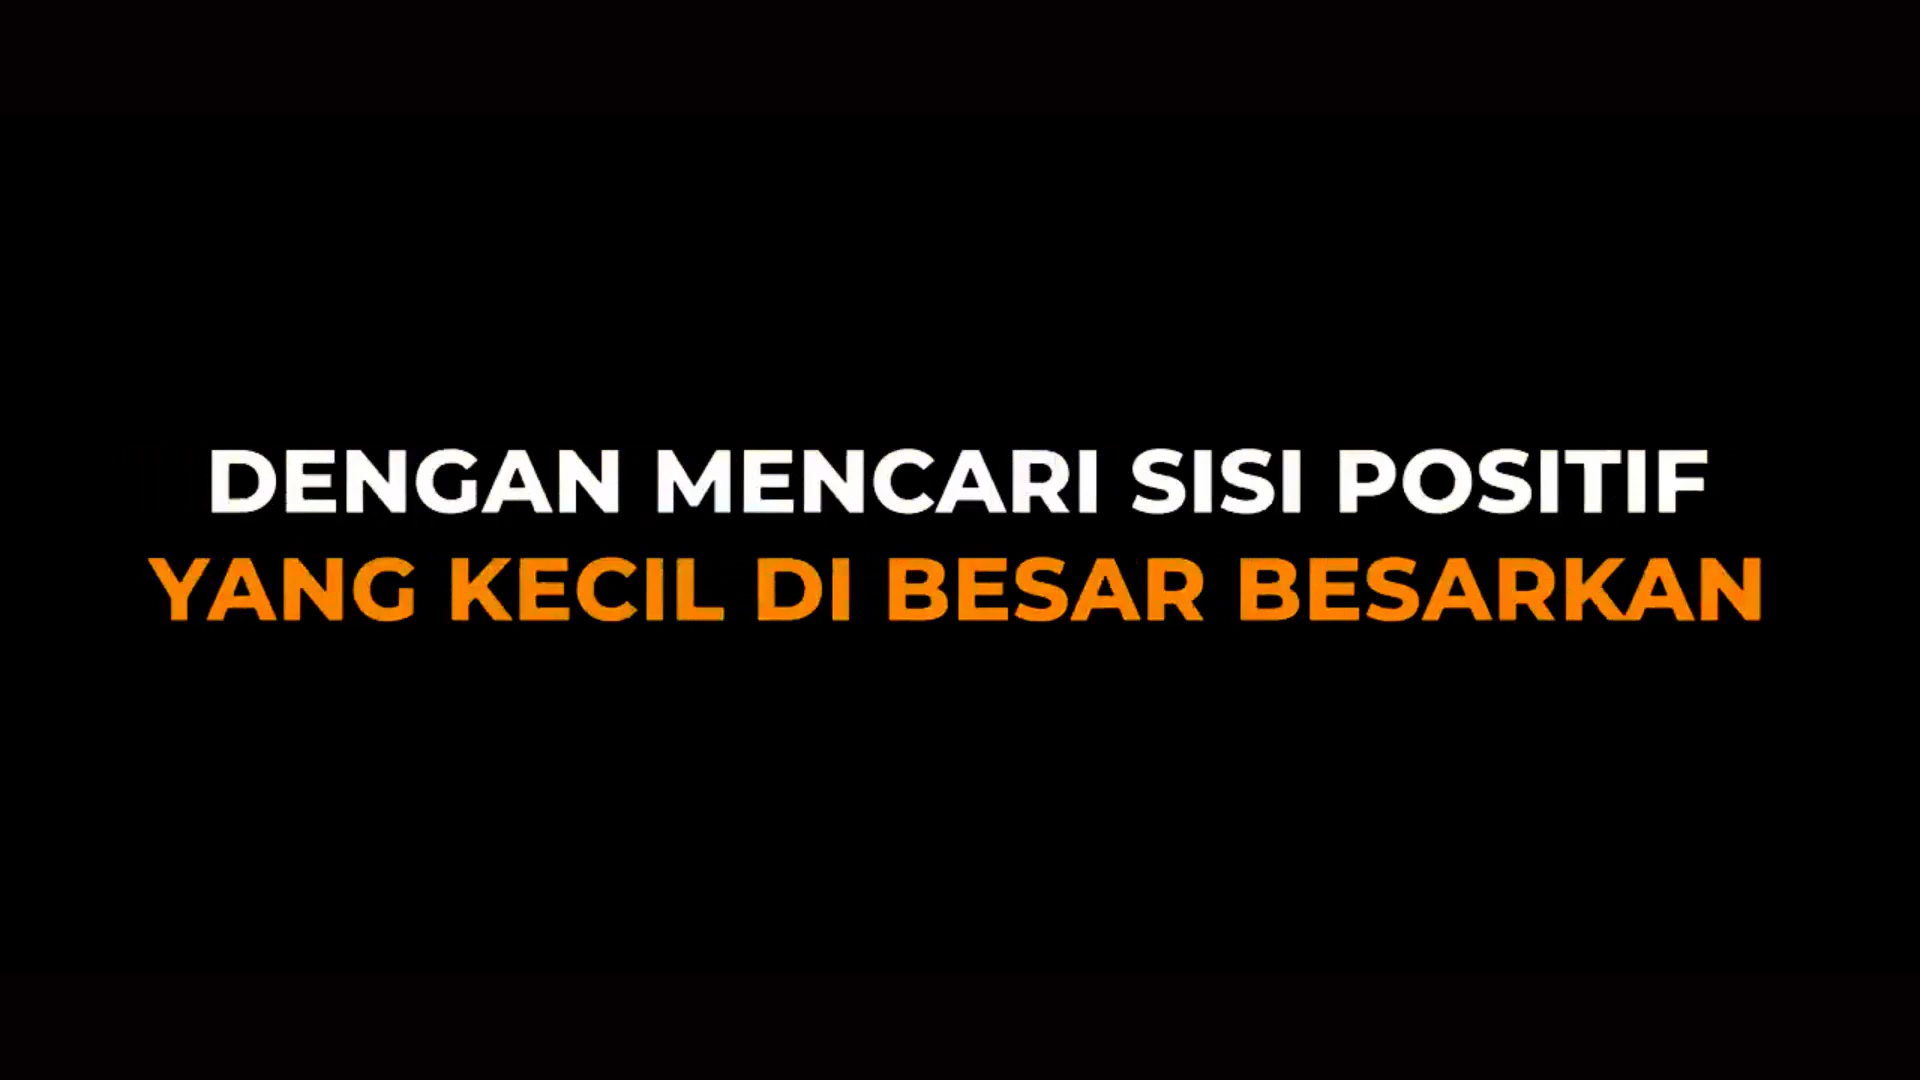 DENGAN MENCARI SISI POSITIF
YANG KECIL DI BESAR BESARKAN